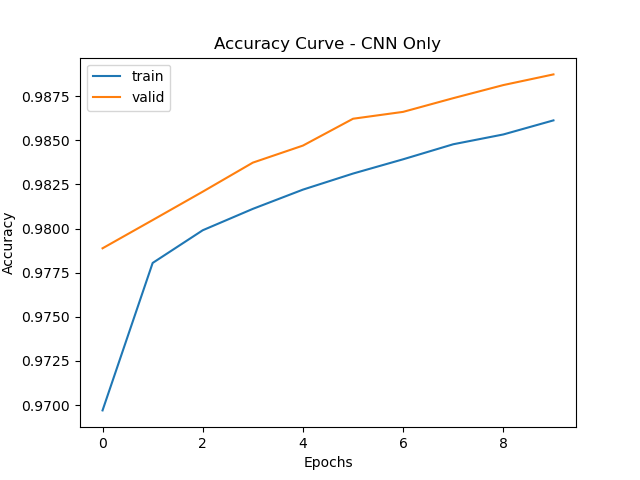 Accuracy Curve - CNN Only
train
valid
0.9875
0.9850
0.9825
0.9800
0.9775
0.9750
0.9725
0.9700
Accuracy
0 2 4 6 8
Epochs